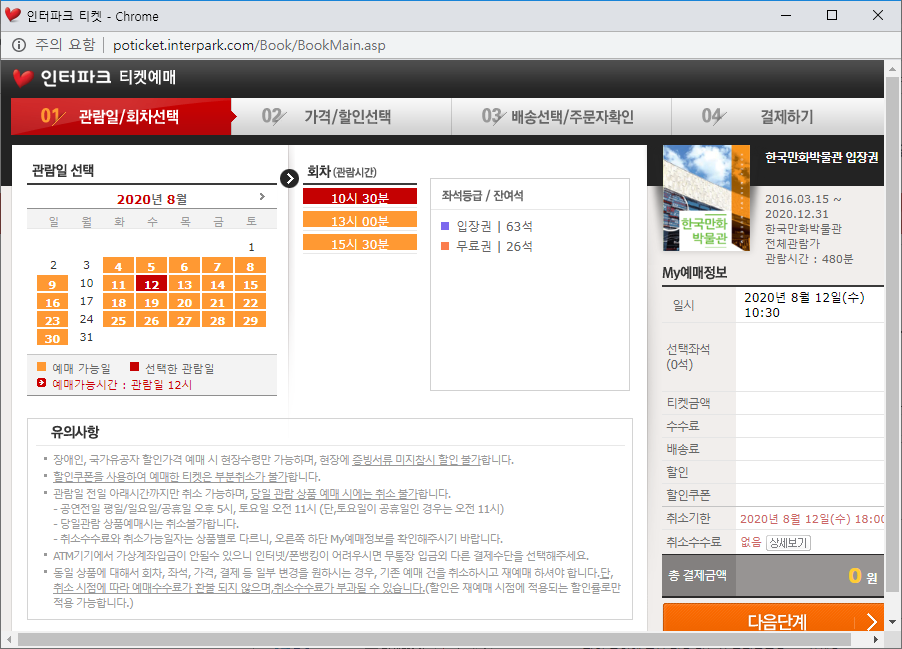 인터파크 티켓 - Chrome
주의 요함 | poticket.interpark.com/Book/BookMain.asp
인터파크 티켓예매
01 관람일/회차선택
02 가격/할인선택
03 배송선택/주문자확인
04 결제하기
관람일 선택
2020년 8월
일 월 화 수 목 금 토
1
2 3 4 5 6 7 8
9 10 11 12 13 14 15
16 17 18 19 20 21 22
23 24 25 26 27 28 29
30 31
예매 가능일 선택한 관람일
예매가능시간 : 관람일 12시
회차 (관람시간)
10시 30분
13시 00분
15시 30분
좌석등급 / 잔여석
입장권 | 63석
무료권 | 26석
유의사항
장애인, 국가유공자 할인가격 예매 시 현장수령만 가능하며, 현장에 증빙서류 미지참시 할인 불가합니다.
할인쿠폰을 사용하여 예매한 티켓은 부분취소가 불가합니다.
관람일 전일 아래시간까지만 취소 가능하며, 당일 관람 상품 예매 시에는 취소 불가합니다.
- 공연전일 평일/일요일/공휴일 오후 5시, 토요일 오전 11시 (단,토요일이 공휴일인 경우는 오전 11시)
- 당일관람 상품예매시는 취소불가합니다.
- 취소수수료와 취소가능일자는 상품별로 다르니, 오른쪽 하단 My예매정보를 확인해주시기 바랍니다.
ATM기기에서 가상계좌입금이 안될수 있으니 인터넷/폰뱅킹이 어려우시면 무통장 입금외 다른 결제수단을 선택해주세요.
동일 상품에 대해서 회차, 좌석, 가격, 결제 등 일부 변경을 원하시는 경우, 기존 예매 건을 취소하시고 재예매 하셔야 합니다.단,
취소 시점에 따라 예매수수료가 환불 되지 않으며,취소수수료가 부과될 수 있습니다.(할인은 재예매 시점에 적용되는 할인률로만
적용 가능합니다.)
한국만화
박물관
한국만화박물관 입장권
2016.03.15 ~
2020.12.31
한국만화박물관
전체관람가
관람시간 : 480분
My예매정보
일시 2020년 8월 12일(수)
10:30
선택좌석
(0석)
티켓금액
수수료
배송료
할인
할인쿠폰
취소기한 2020년 8월 12일(수) 18:00
취소수수료 없음 상세보기
총 결제금액 0 원
다음단계